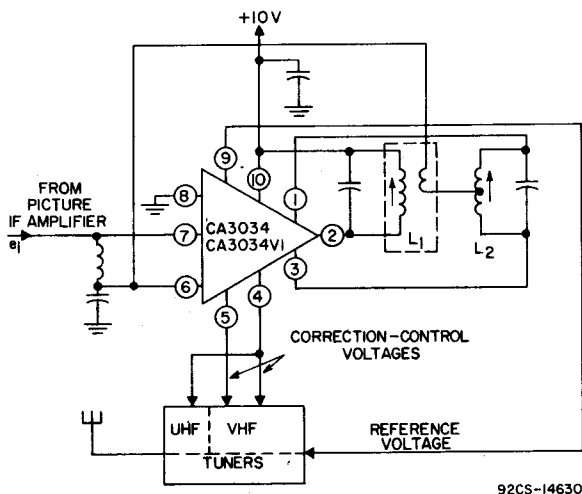 +10V
9
10
1
FROM
PICTURE
IF AMPLIFIER
ei
8
7
CA3034
CA3034V1
2
L1
L2
6
3
5
4
CORRECTION-CONTROL
VOLTAGES
UHF
VHF
TUNERS
REFERENCE
VOLTAGE
92CS-14630